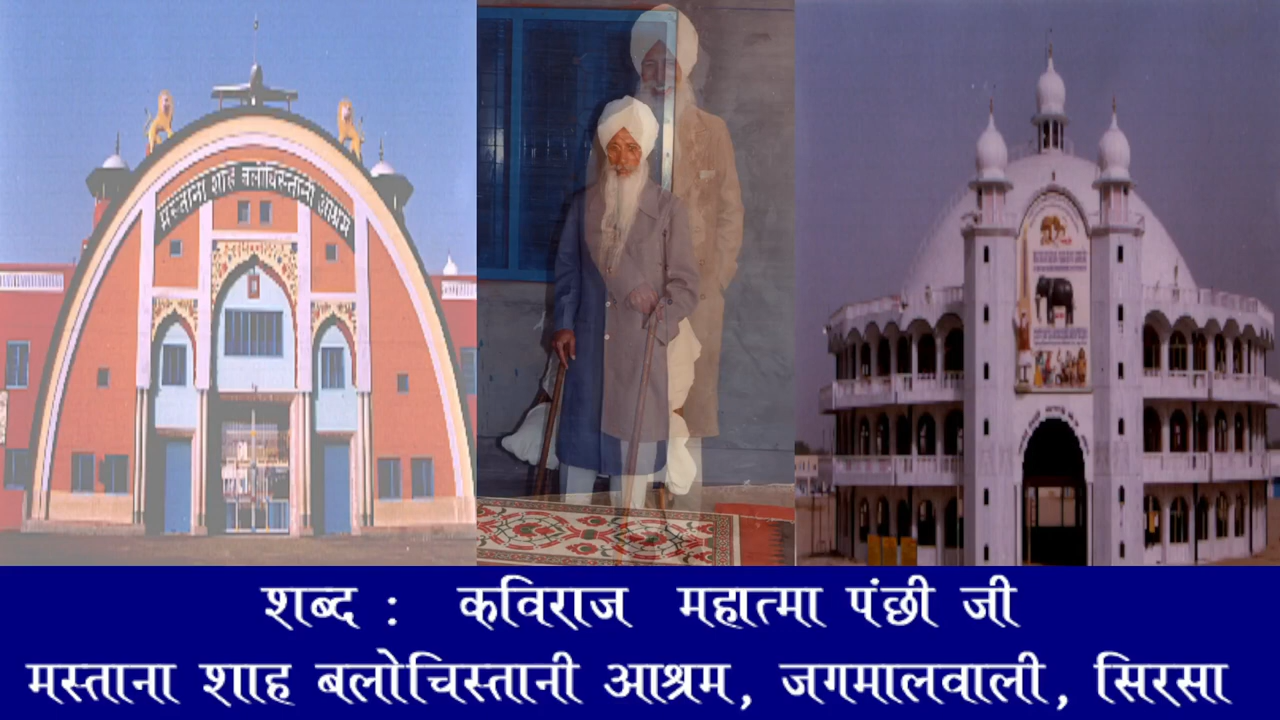 मस्ताना शाह बलोचिस्तानी आश्रम
शब्द : कविराज महात्मा पंछी जी
मस्ताना शाह बलोचिस्तानी आश्रम, जगमालवाली, सिरसा